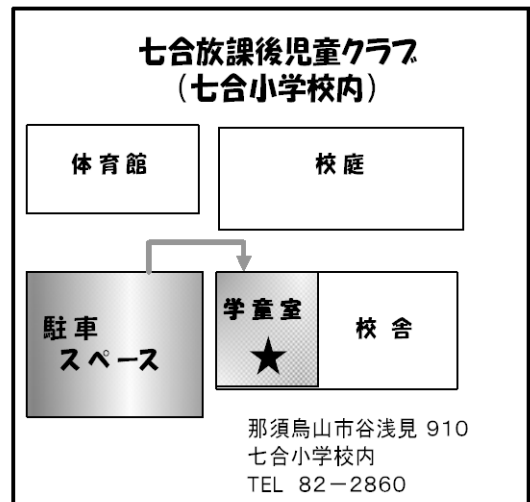 七合放課後児童クラブ
(七合小学校内)
体育館
校庭
駐車
スペース
学童室
★
校舎
那須烏山市谷浅見 910
七合小学校内
TEL 82－2860